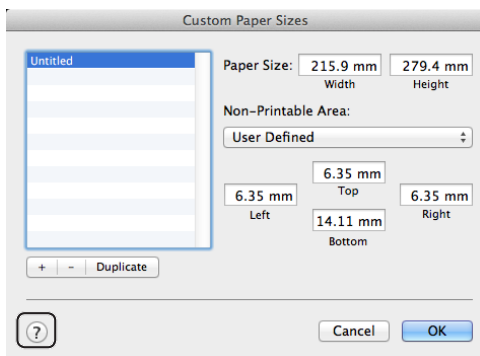 Custom Paper Sizes
Untitled
Paper Size: 215.9 mm 279.4 mm
Width Height
Non-Printable Area:
User Defined
6.35 mm
Top
6.35 mm 6.35 mm
Left Right
14.11 mm
Bottom
+ - Duplicate
? Cancel OK